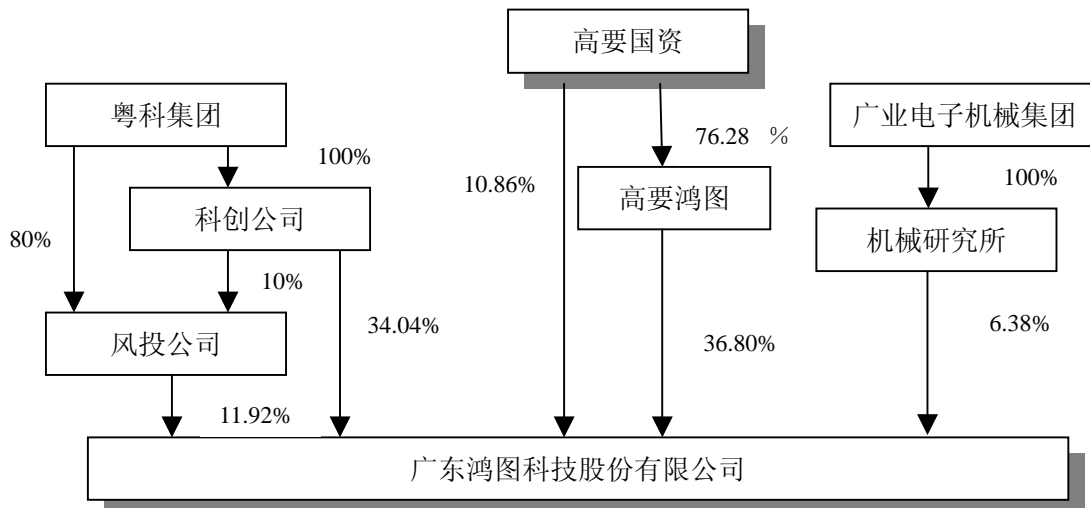 高要国资
粤科集团
广业电子机械集团
76.28 %
100%
10.86%
高要鸿图
100%
科创公司
机械研究所
80%
10%
34.04%
36.80%
6.38%
风投公司
11.92%
广东鸿图科技股份有限公司